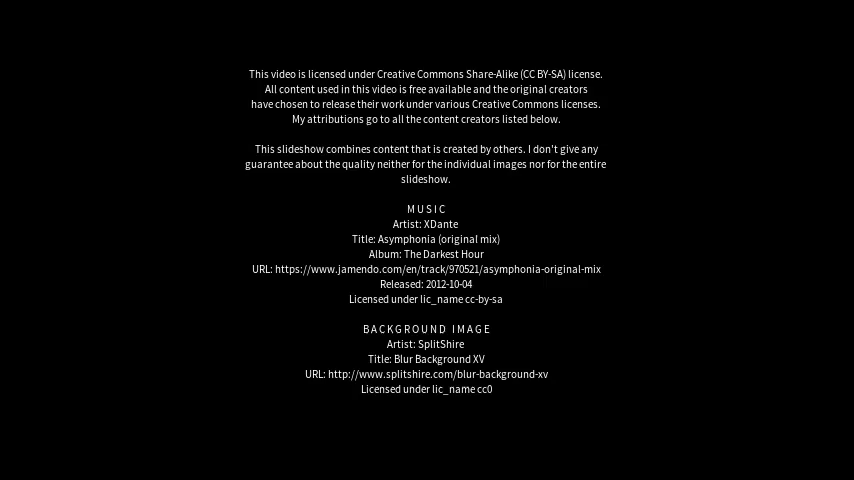 This video is licensed under Creative Commons Share-Alike (CC BY-SA) license.
All content used in this video is free available and the original creators
have chosen to release their work under various Creative Commons licenses.
My attributions go to all the content creators listed below.
This slideshow combines content that is created by others. I don't give any
guarantee about the quality neither for the individual images nor for the entire
slideshow.
MUSIC
Artist: XDante
Title: Asymphonia (original mix)
Album: The Darkest Hour
URL: https://www.jamendo.com/en/track/970521/asymphonia-original-mix
Released: 2012-10-04
Licensed under lic_name cc-by-sa
BACKGROUND IMAGE
Artist: SplitShire
Title: Blur Background XV
URL: http://www.splitshire.com/blur-background-xv
Licensed under lic_name cc0